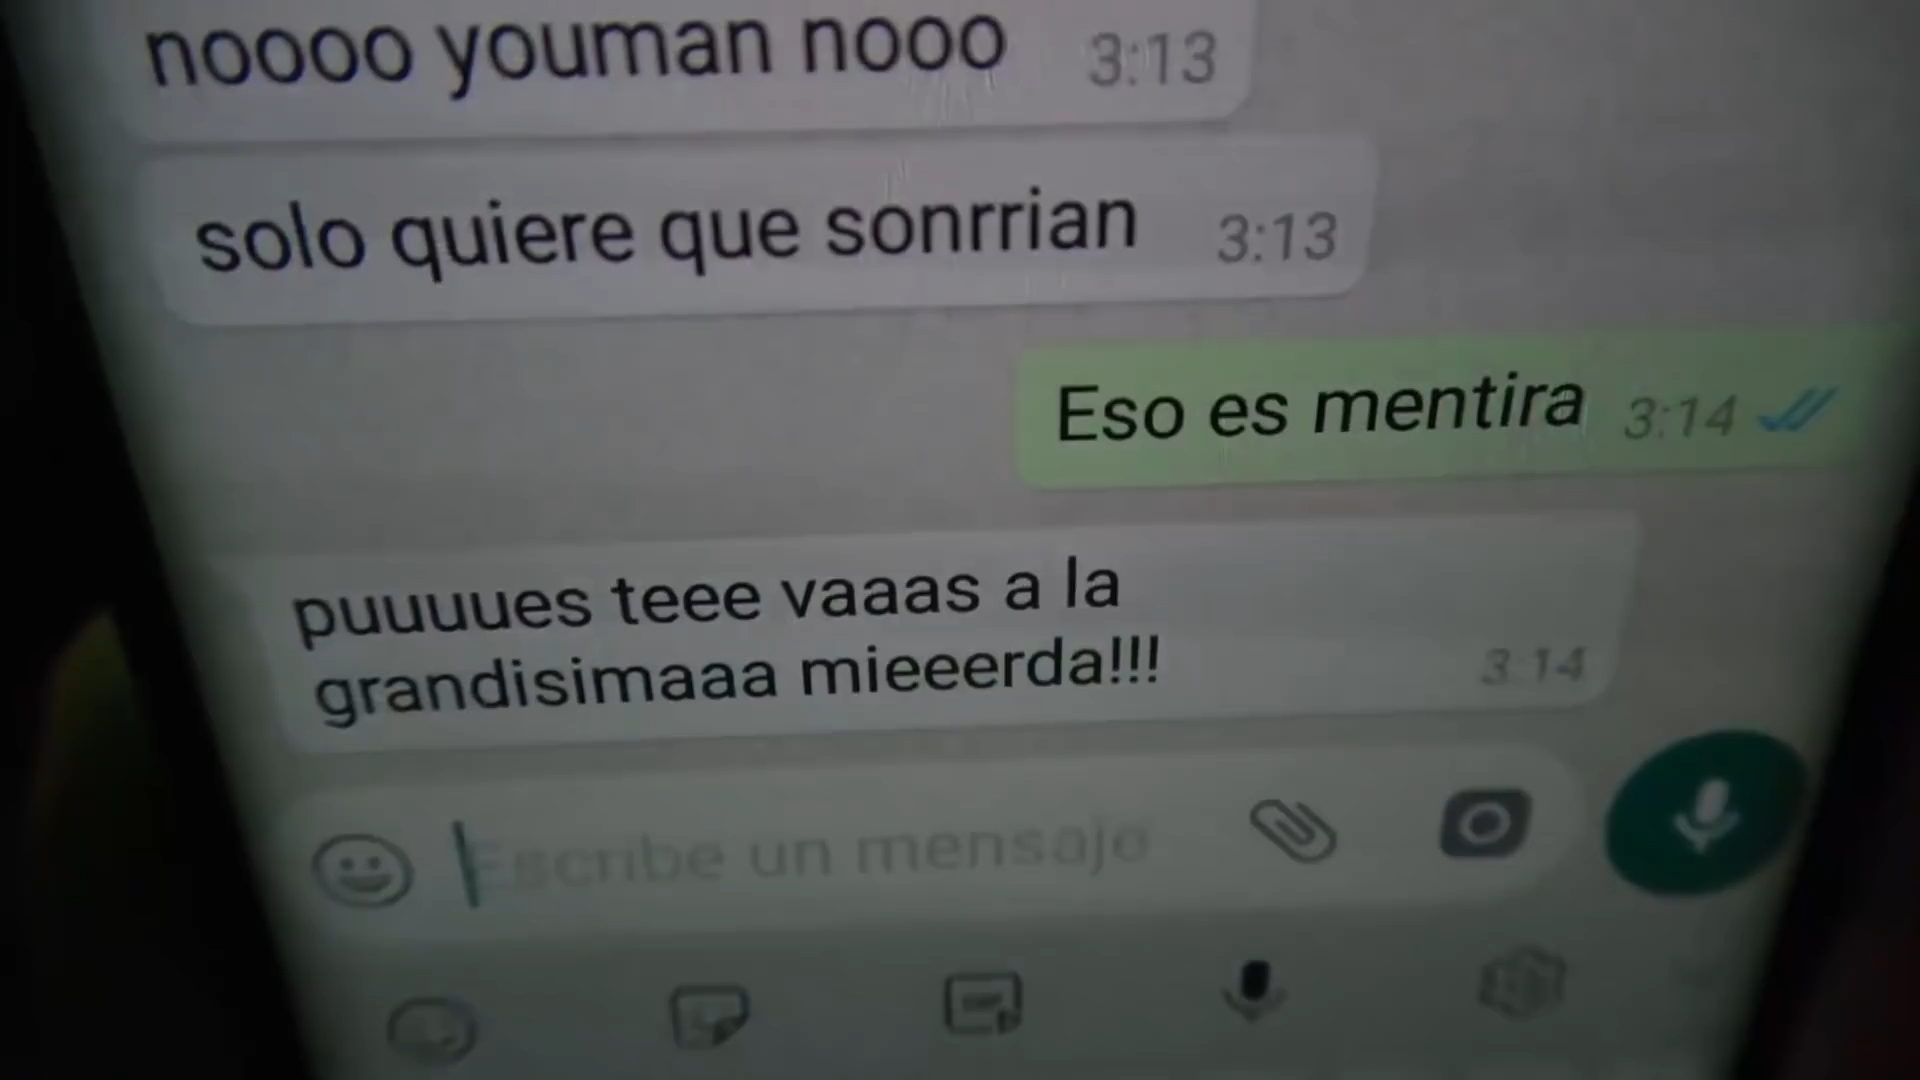 noooo youman nooo 3:13
solo quiere que sonrrian 3:13
Eso es mentira 3:14
puuuues teee vaaas a la
grandisimaaa mieeerda!!! 3:14
Escribe un mensaje